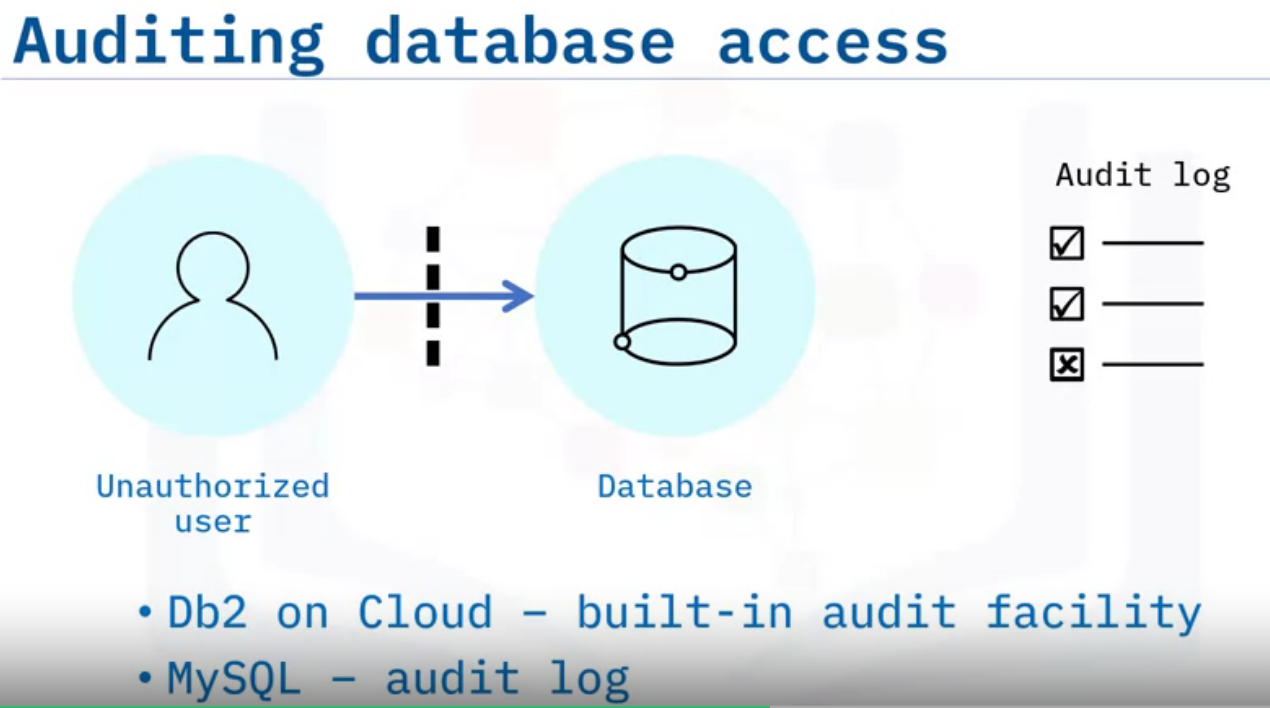 Auditing database access
Audit log
Unauthorized
user
Database
• Db2 on Cloud – built-in audit facility
• MySQL – audit log